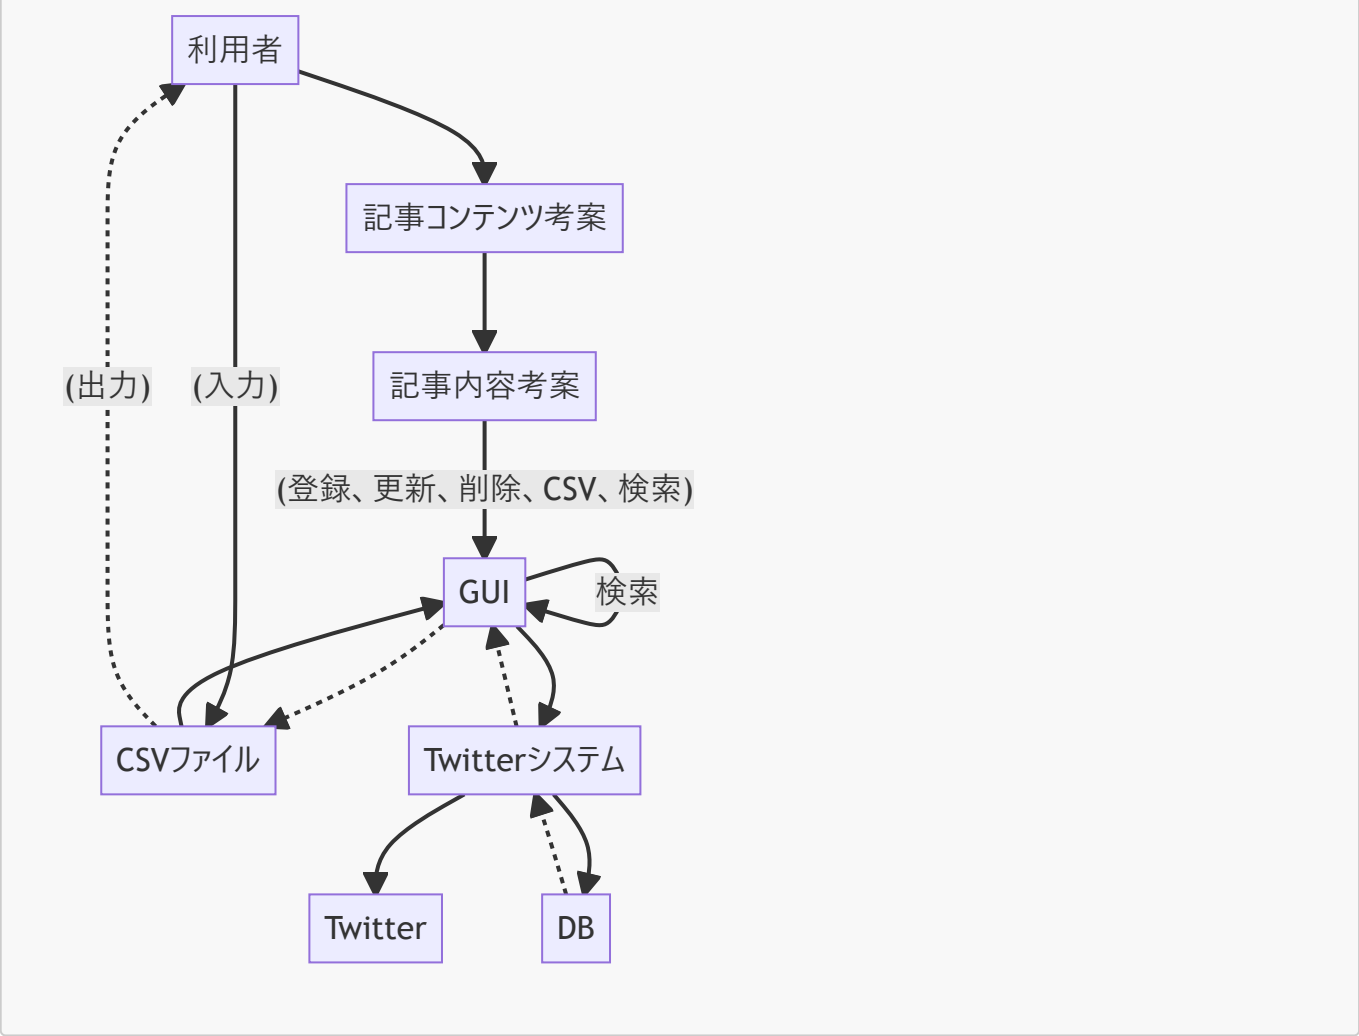 利用者
記事コンテンツ考案
(出力)
(入力)
記事内容考案
(登録、更新、削除、CSV、検索)
GUI
検索
CSVファイル
Twitterシステム
Twitter
DB